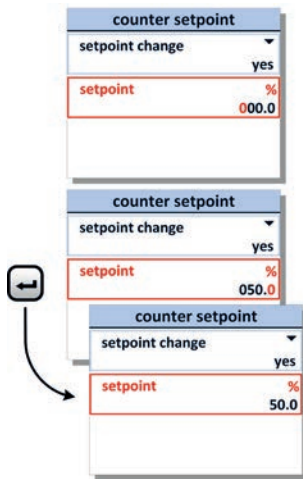 counter setpoint
setpoint change
yes
setpoint %
000.0
counter setpoint
setpoint change
yes
setpoint %
050.0
counter setpoint
setpoint change
yes
setpoint %
50.0